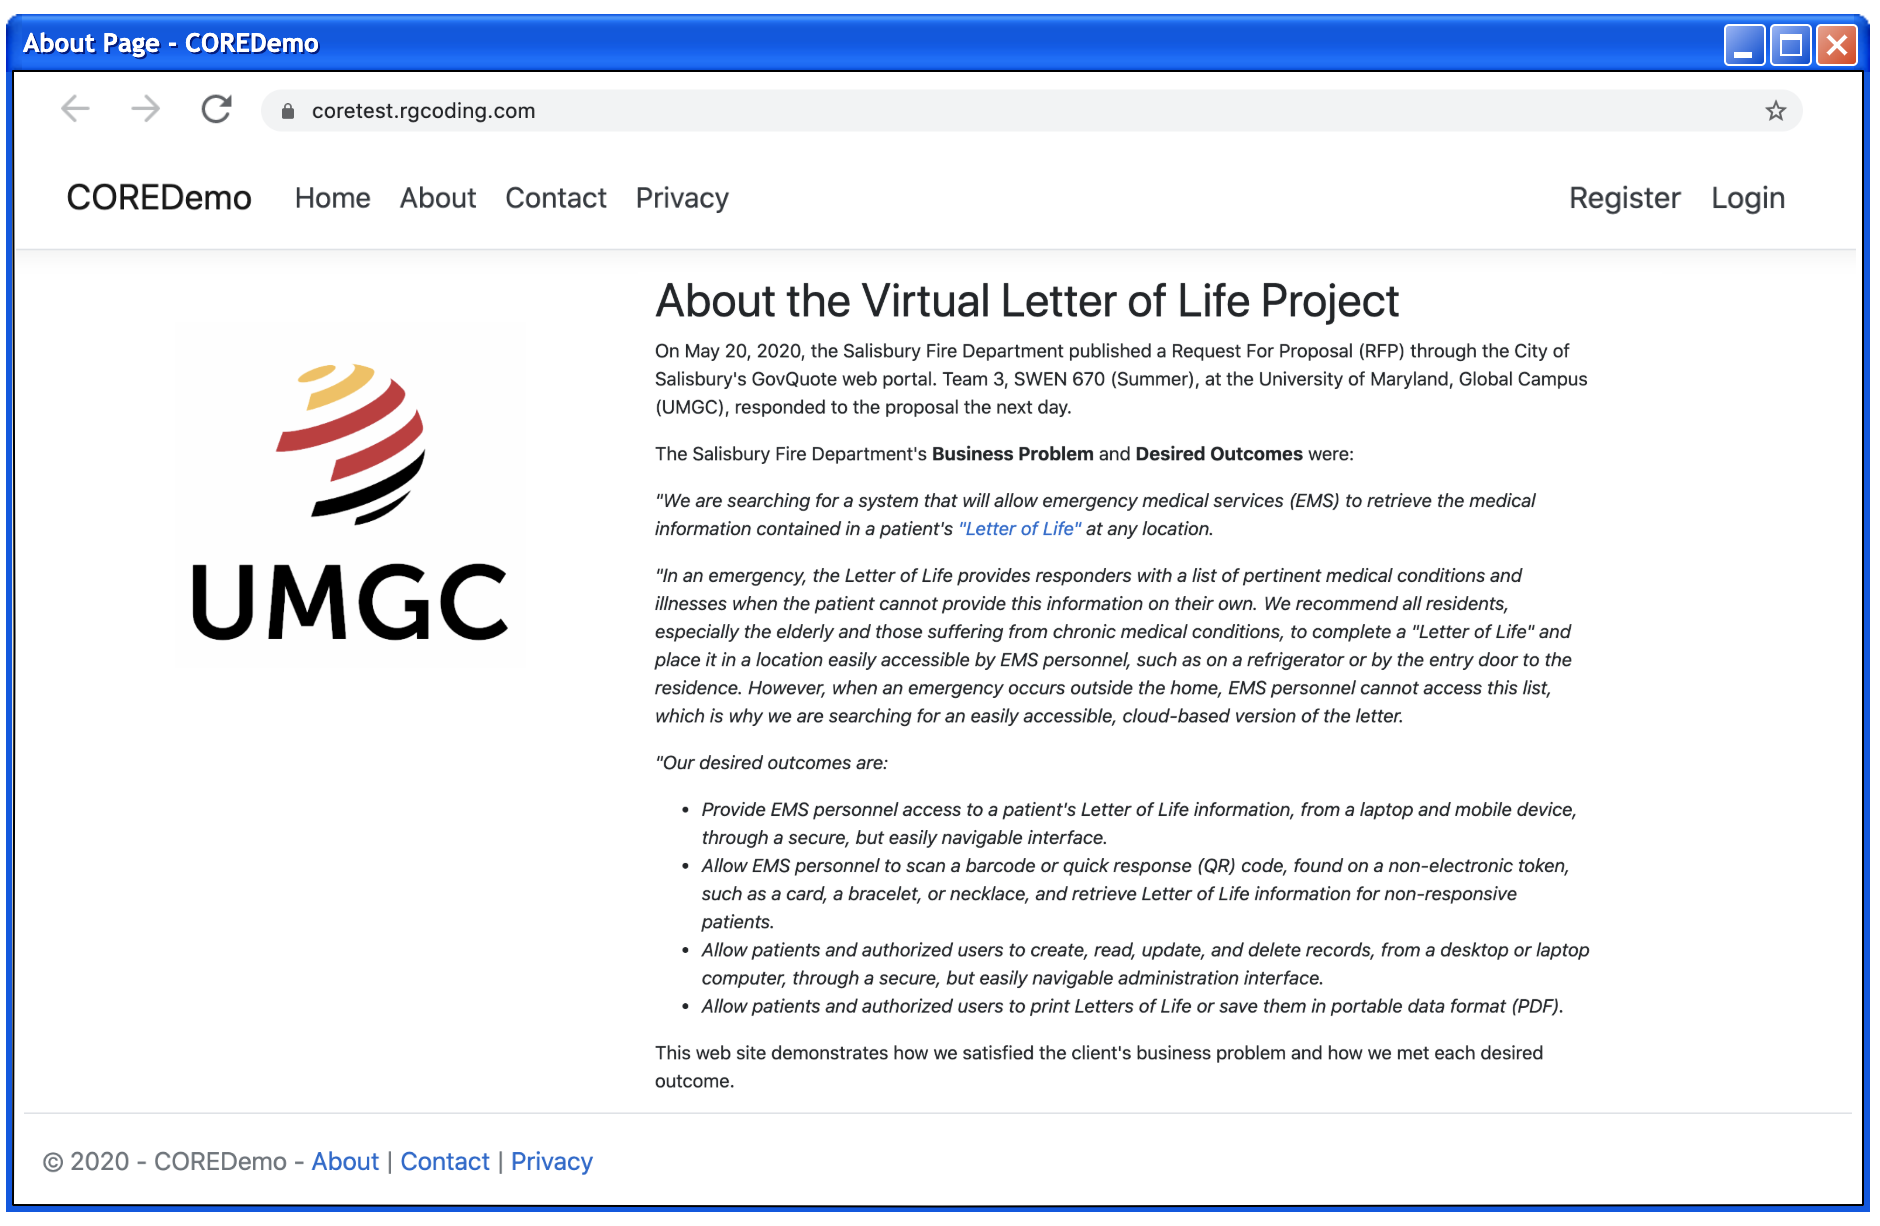 About Page - COREDemo
coretest.rgcoding.com
COREDemo Home About Contact Privacy Register Login
UMGC
About the Virtual Letter of Life Project
On May 20, 2020, the Salisbury Fire Department published a Request For Proposal (RFP) through the City of
Salisbury's GovQuote web portal. Team 3, SWEN 670 (Summer), at the University of Maryland, Global Campus
(UMGC), responded to the proposal the next day.
The Salisbury Fire Department's Business Problem and Desired Outcomes were:
"We are searching for a system that will allow emergency medical services (EMS) to retrieve the medical
information contained in a patient's "Letter of Life" at any location.
"In an emergency, the Letter of Life provides responders with a list of pertinent medical conditions and
illnesses when the patient cannot provide this information on their own. We recommend all residents,
especially the elderly and those suffering from chronic medical conditions, to complete a "Letter of Life" and
place it in a location easily accessible by EMS personnel, such as on a refrigerator or by the entry door to the
residence. However, when an emergency occurs outside the home, EMS personnel cannot access this list,
which is why we are searching for an easily accessible, cloud-based version of the letter.
"Our desired outcomes are:
• Provide EMS personnel access to a patient's Letter of Life information, from a laptop and mobile device,
through a secure, but easily navigable interface.
• Allow EMS personnel to scan a barcode or quick response (QR) code, found on a non-electronic token,
such as a card, a bracelet, or necklace, and retrieve Letter of Life information for non-responsive
patients.
• Allow patients and authorized users to create, read, update, and delete records, from a desktop or laptop
computer, through a secure, but easily navigable administration interface.
• Allow patients and authorized users to print Letters of Life or save them in portable data format (PDF).
This web site demonstrates how we satisfied the client's business problem and how we met each desired
outcome.
© 2020 - COREDemo - About | Contact | Privacy